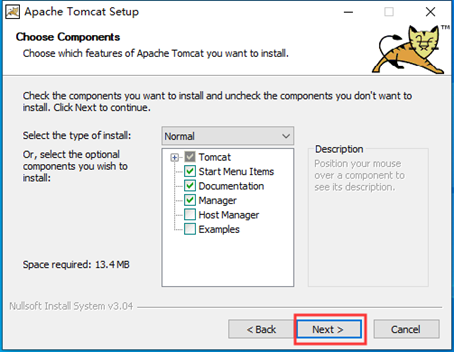 Apache Tomcat Setup
Choose Components
Choose which features of Apache Tomcat you want to install.
Check the components you want to install and uncheck the components you don't want to
install. Click Next to continue.
Select the type of install:
Normal
Or, select the optional
components you wish to
install:
Tomcat
Start Menu Items
Documentation
Manager
Host Manager
Examples
Description
Position your mouse
over a component to
see its description.
Space required: 13.4 MB
Nullsoft Install System v3.04
< Back
Next >
Cancel